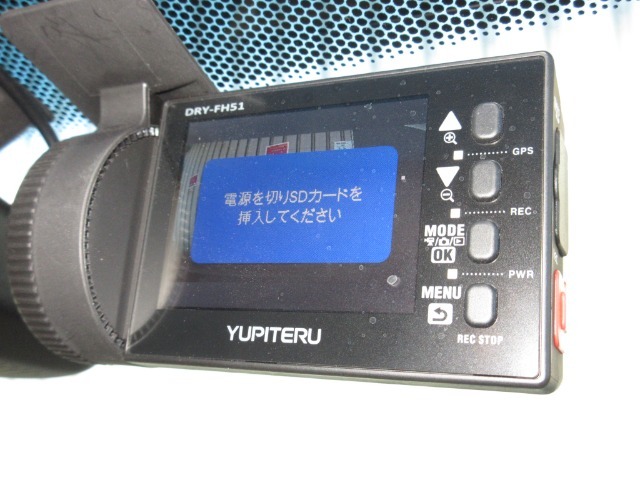 DRY-FH51
電源を切りSDカードを
挿入してください
YUPITERU
GPS
REC
MODE
OK
PWR
MENU
REC STOP